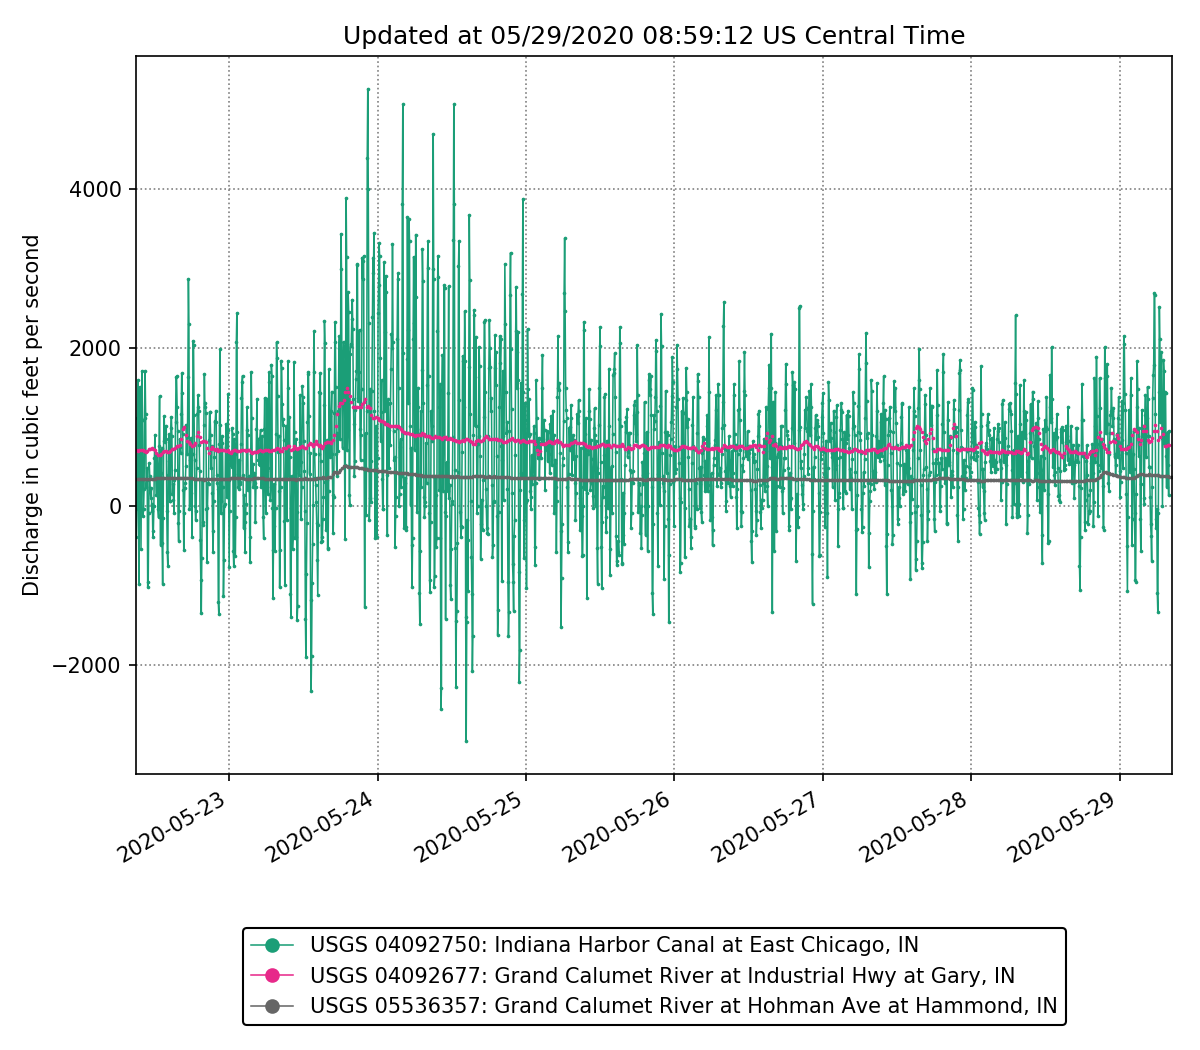 Updated at 05/29/2020 08:59:12 US Central Time
Discharge in cubic feet per second
4000
2000
0
−2000
2020-05-23
2020-05-24
2020-05-25
2020-05-26
2020-05-27
2020-05-28
2020-05-29
USGS 04092750: Indiana Harbor Canal at East Chicago, IN
USGS 04092677: Grand Calumet River at Industrial Hwy at Gary, IN
USGS 05536357: Grand Calumet River at Hohman Ave at Hammond, IN